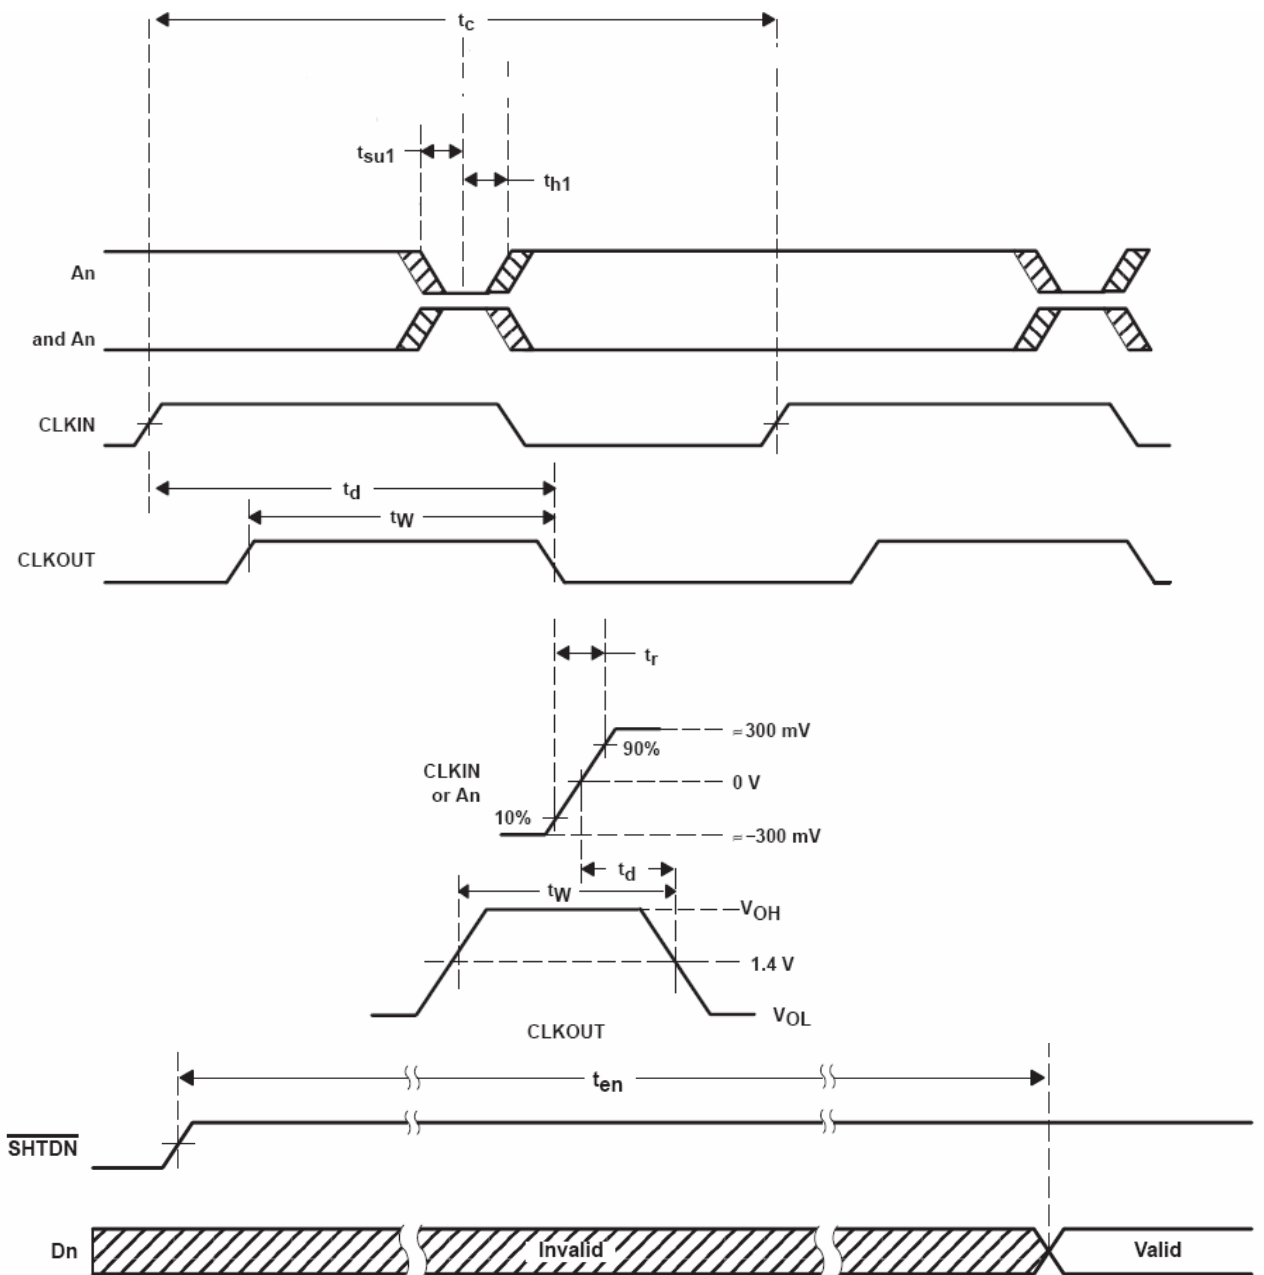 tc
tsu1
th1
An
and An
CLKIN
td
tW
CLKOUT
tr
≈300 mV
90%
CLKIN
or An
0 V
10%
≈−300 mV
td
tW
VOH
1.4 V
VOL
CLKOUT
ten
SHTDN
Dn
Invalid
Valid